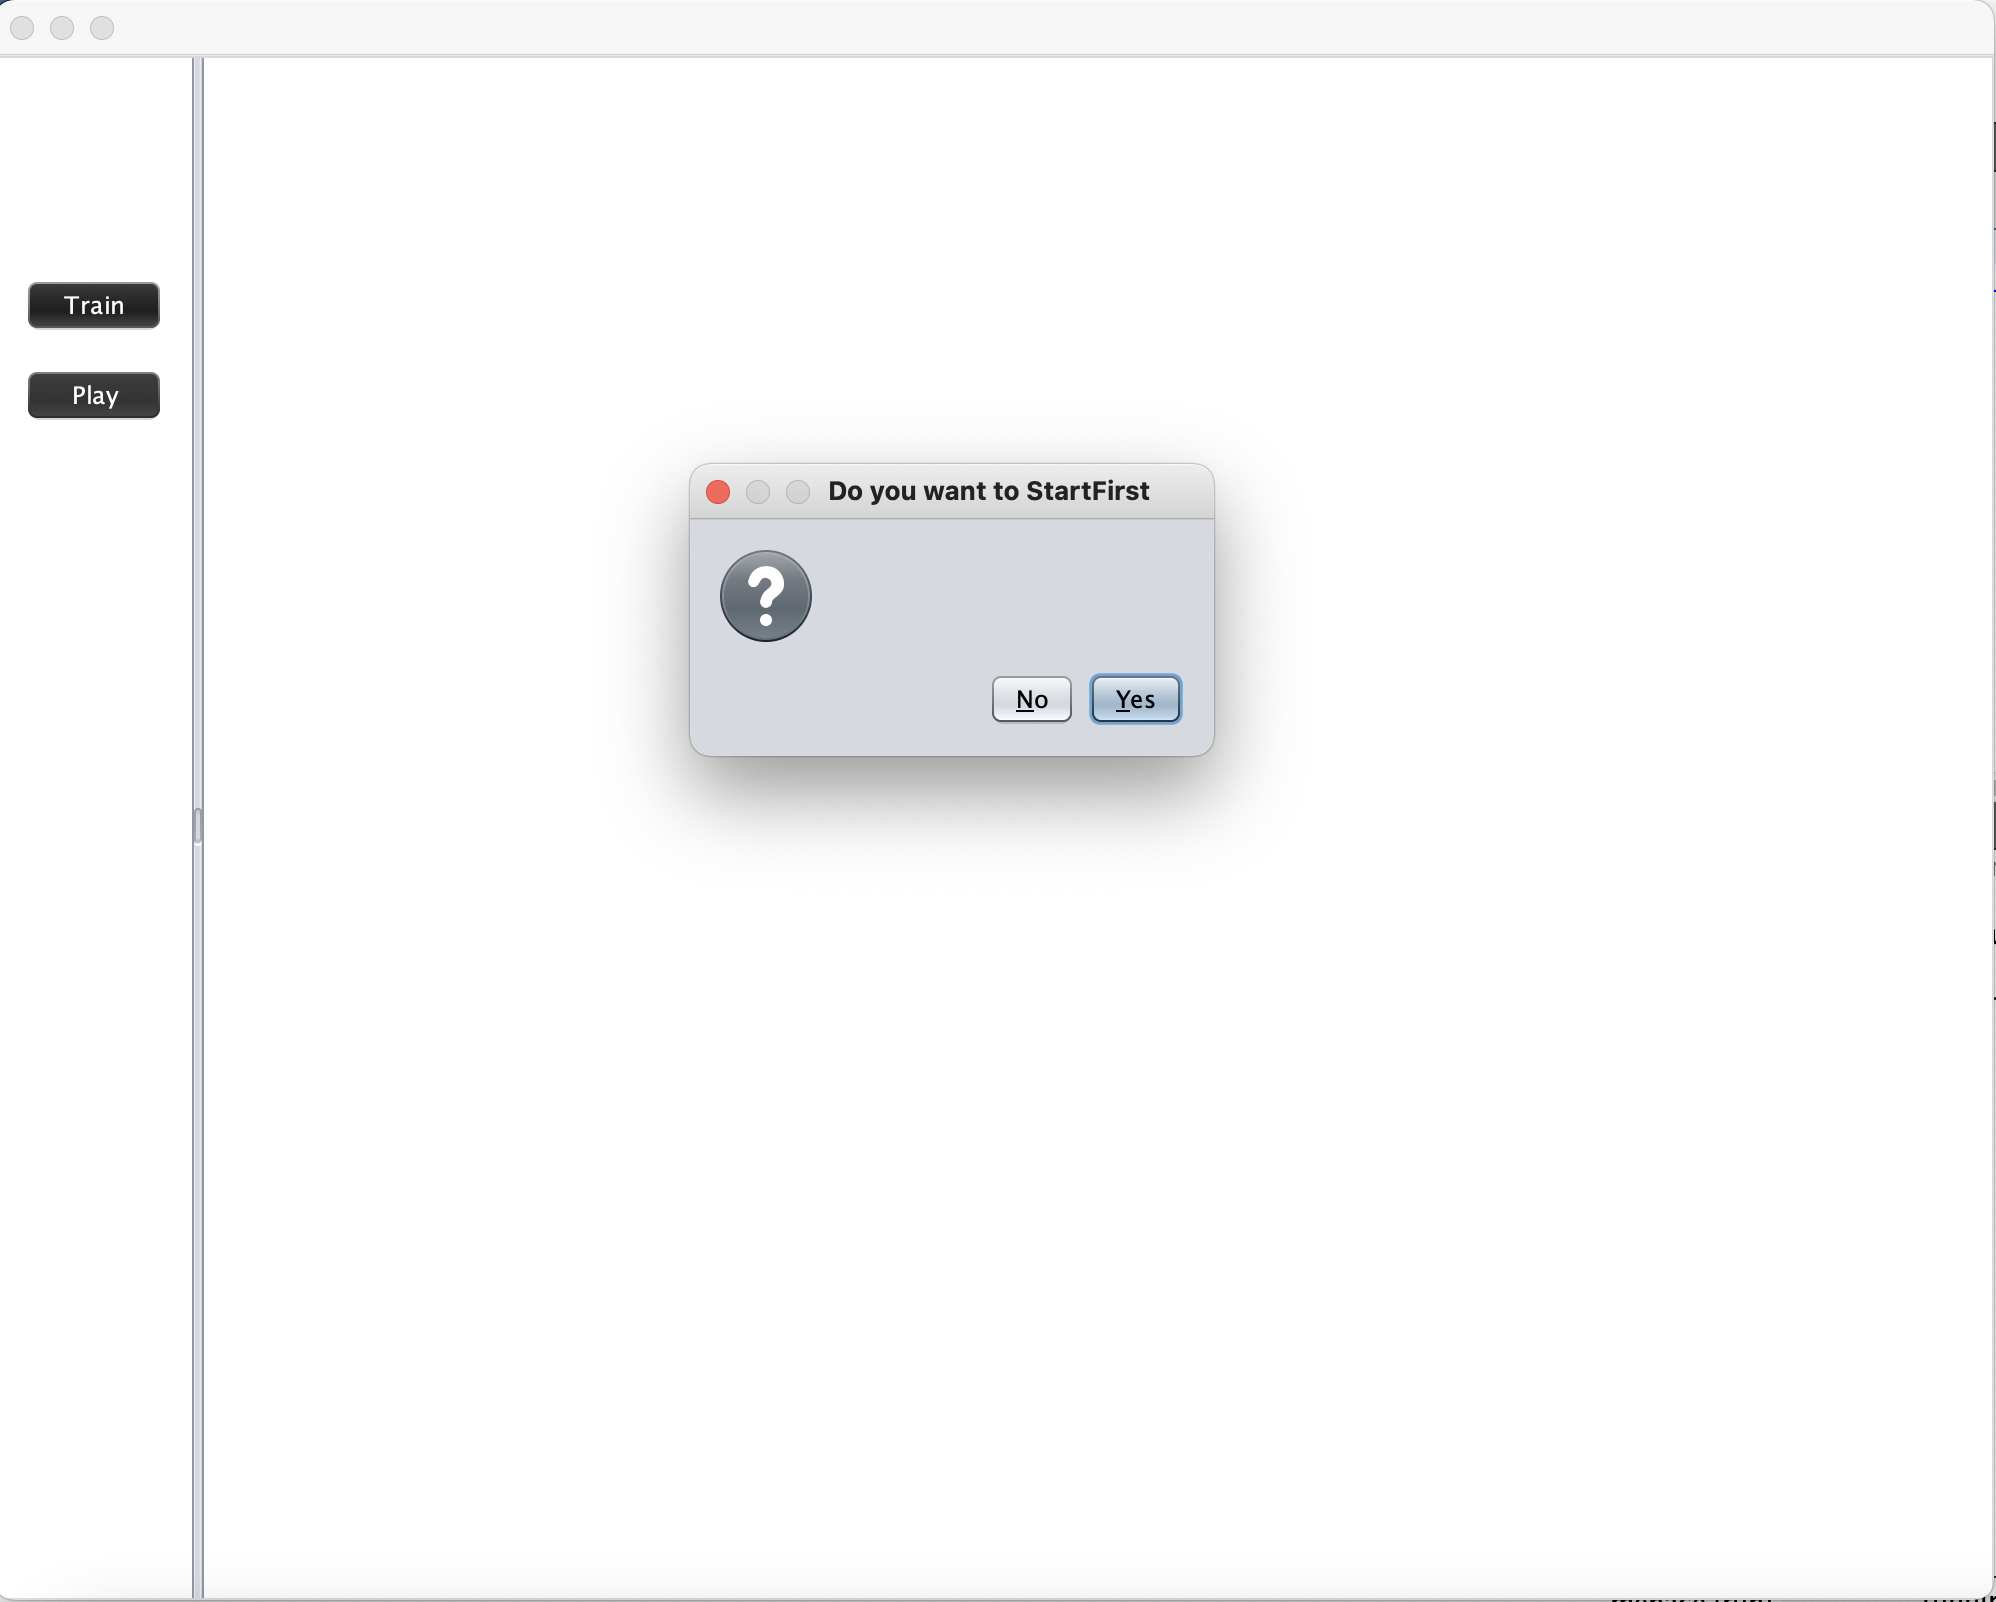 Train
Play
Do you want to StartFirst
No
Yes